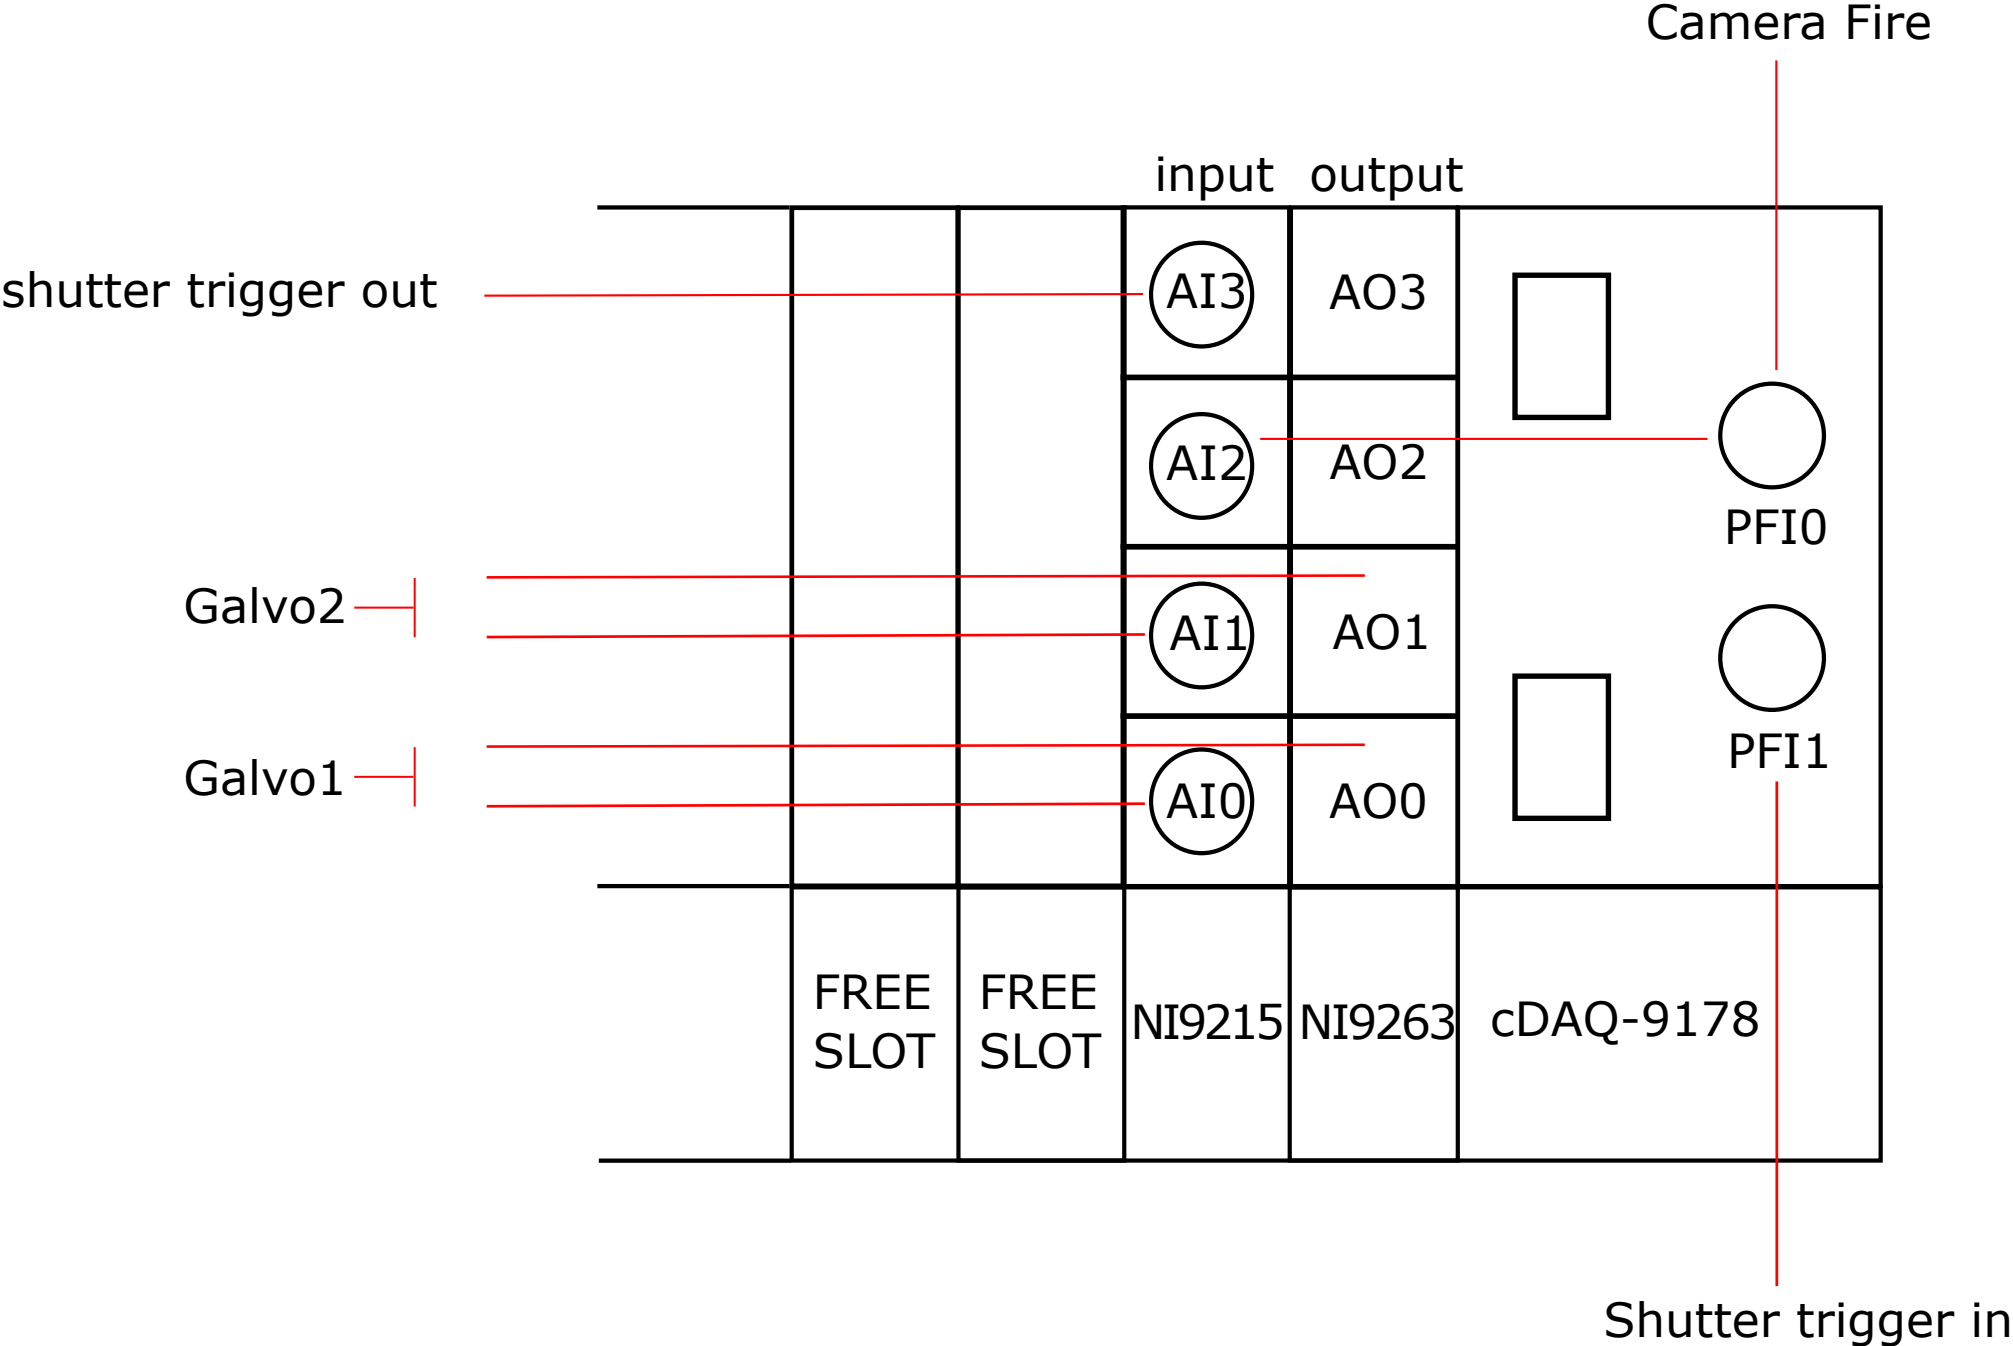 Camera Fire
input output
shutter trigger out
AI3 AO3
AI2 AO2
PFI0
Galvo2
AI1 AO1
PFI1
Galvo1
AI0 AO0
FREE
SLOT
FREE
SLOT
NI9215
NI9263
cDAQ-9178
Shutter trigger in